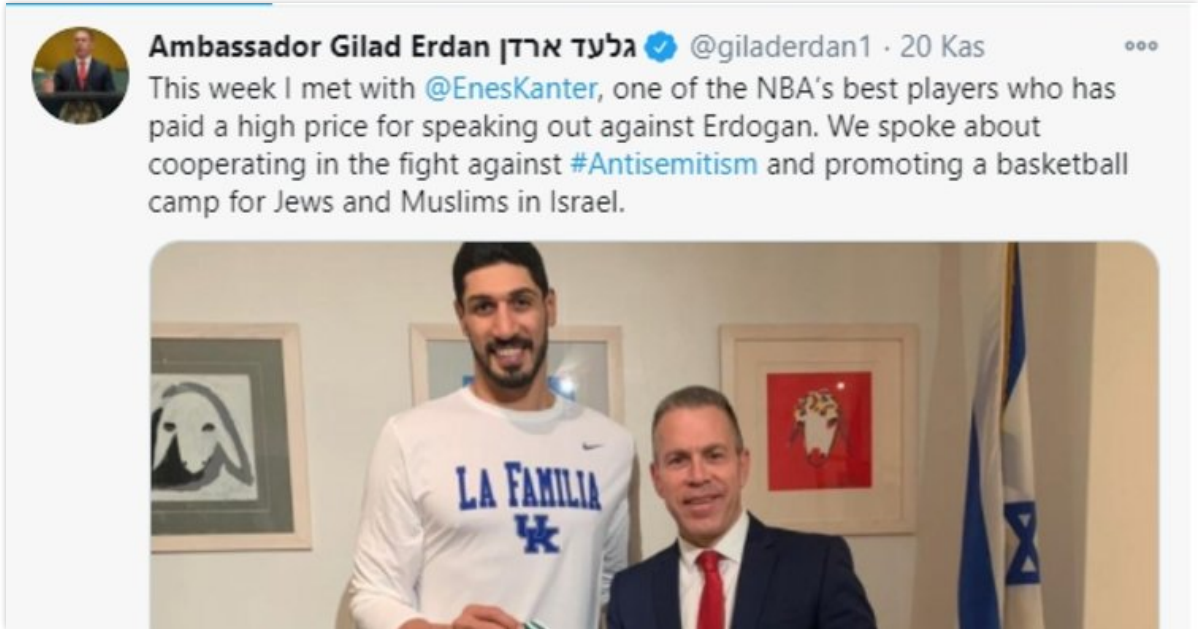 Ambassador Gilad Erdan גלעד ארדן @giladerdan1 · 20 Kas
This week I met with @EnesKanter, one of the NBA's best players who has
paid a high price for speaking out against Erdogan. We spoke about
cooperating in the fight against #Antisemitism and promoting a basketball
camp for Jews and Muslims in Israel.
LA FAMILIA
UK